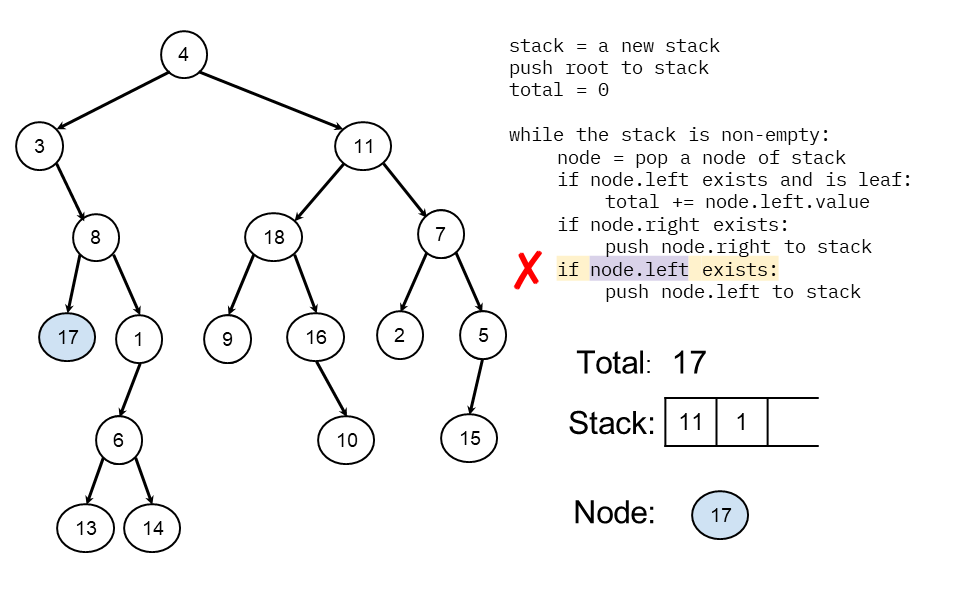 4
3
11
8
18
7
17
1
9
16
2
5
6
10
15
13
14
stack = a new stack
push root to stack
total = 0
while the stack is non-empty:
node = pop a node of stack
if node.left exists and is leaf:
total += node.left.value
if node.right exists:
push node.right to stack
✗ if node.left exists:
push node.left to stack
Total: 17
Stack: 11 1
Node: 17